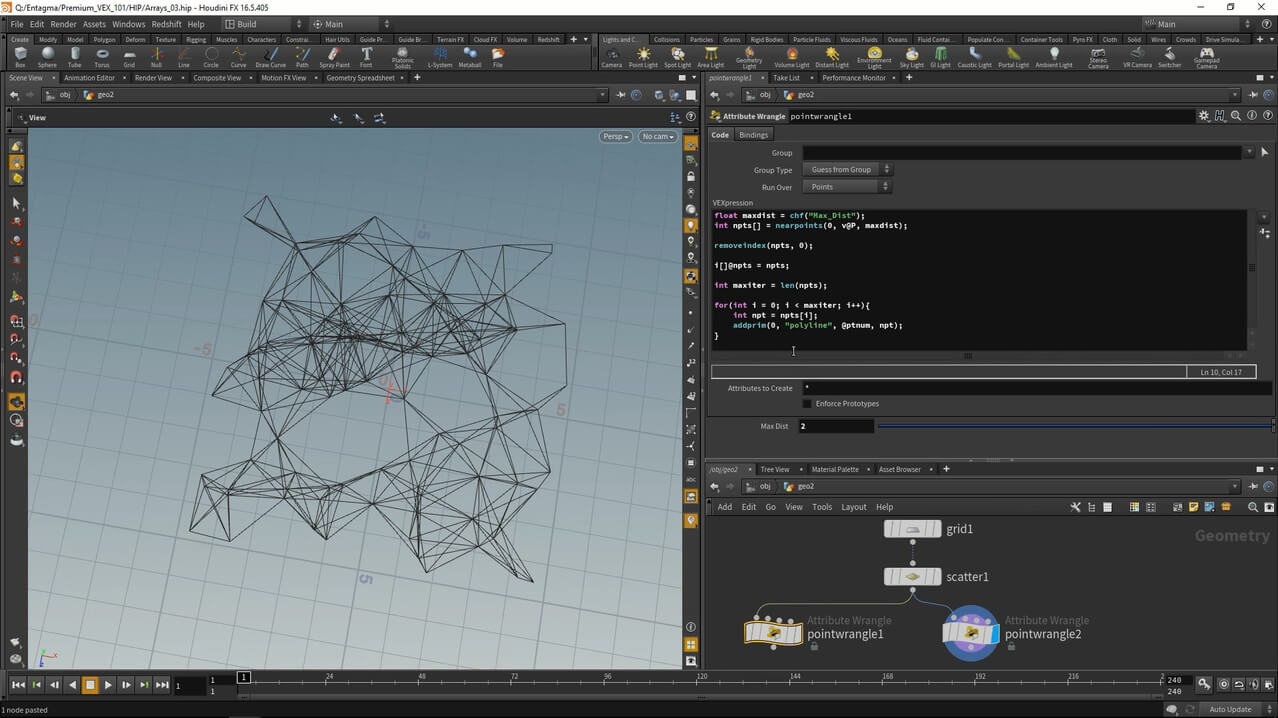 Q:/Entagma/Premium_VEX_101/HIP/Arrays_03.hip - Houdini FX 16.5.405
File Edit Render Assets Windows Redshift Help Build Main Main
Create Modify Model Polygon Deform Texture Rigging Muscles Characters Constrai... Hair Utils Guide Pro... Guide Br... Terrain FX Cloud FX Volume Redshift
Lights and C... Collisions Particles Grains Rigid Bodies Particle Fluids Viscous Fluids Oceans Fluid Contai... Populate Con... Container Tools Pyro FX Cloth Solid Wires Crowds Drive Simula...
Box Sphere Tube Torus Grid Null Line Circle Curve Draw Curve Path Spray Paint Font Platonic Solids L-System Metaball File
Camera Point Light Spot Light Area Light Geometry Light Volume Light Distant Light Environment Light Sky Light GI Light Caustic Light Portal Light Ambient Light Stereo Camera VR Camera Switcher Gamepad Camera
Scene View Animation Editor Render View Composite View Motion FX View Geometry Spreadsheet
pointwrangle1 Take List Performance Monitor
obj geo2
obj geo2
View
Attribute Wrangle pointwrangle1
Persp No cam
Code Bindings
Group
Group Type Guess from Group
Run Over Points
VEXpression
float maxdist = chf("Max_Dist");
int npts[] = nearpoints(0, v@P, maxdist);
removeindex(npts, 0);
i[]@npts = npts;
int maxiter = len(npts);
for(int i = 0; i < maxiter; i++){
int npt = npts[i];
addprim(0, "polyline", @ptnum, npt);
}
Ln 10, Col 17
Attributes to Create *
Enforce Prototypes
Max Dist 2
-5
0
-5
0
5
5
/obj/geo2 Tree View Material Palette Asset Browser
obj geo2
Add Edit Go View Tools Layout Help
Geometry
grid1
scatter1
Attribute Wrangle
pointwrangle1
Attribute Wrangle
pointwrangle2
1 1 1 1 24 48 72 96 144 168 192 216 240 240
1 node pasted
Auto Update